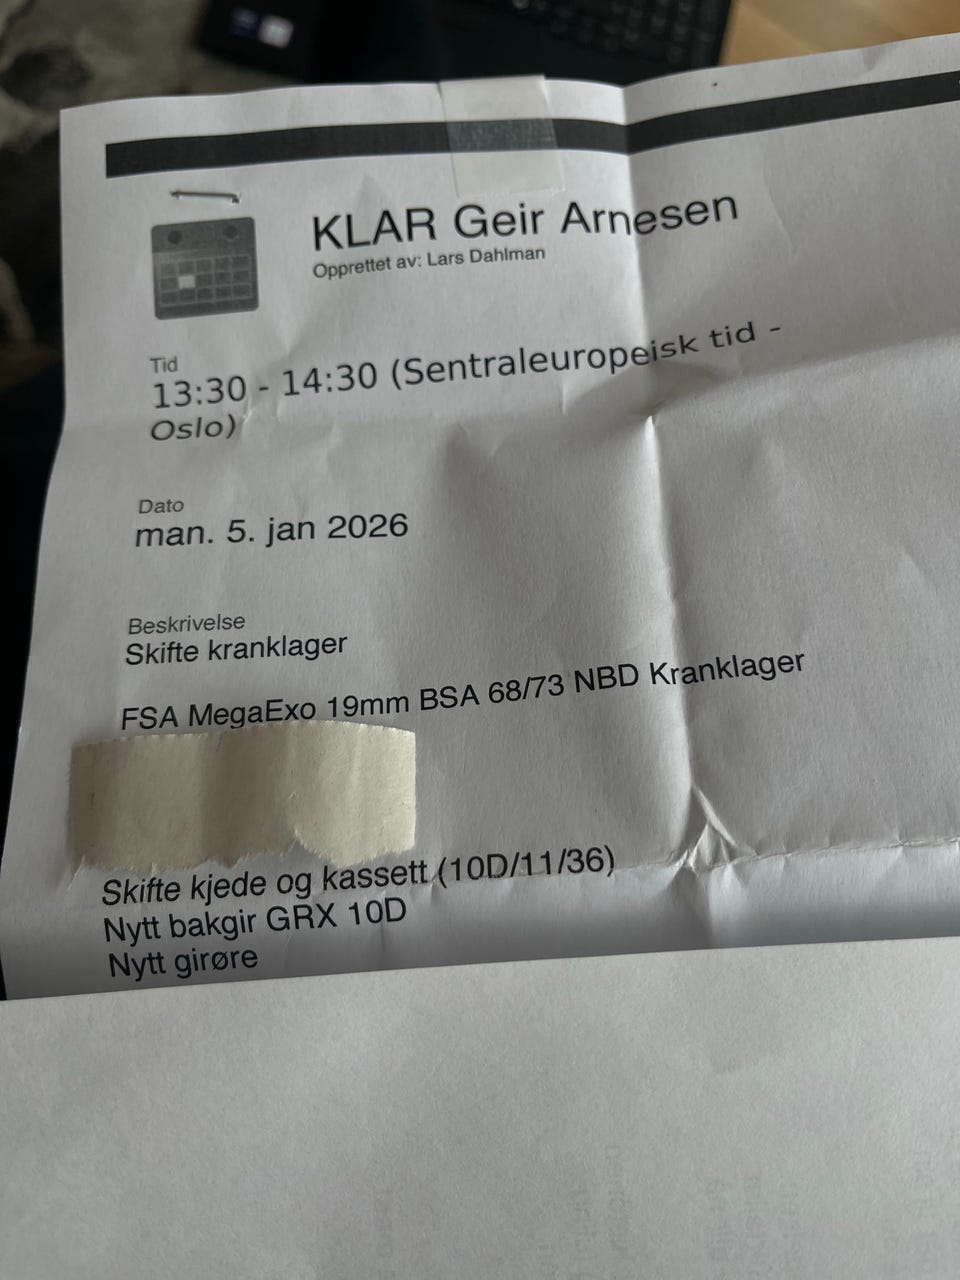 KLAR Geir Arnesen
Opprettet av: Lars Dahlman
Tid
13:30 - 14:30 (Sentraleuropeisk tid -
Oslo)
Dato
man. 5. jan 2026
Beskrivelse
Skifte kranklager
FSA MegaExo 19mm BSA 68/73 NBD Kranklager
Skifte kjede og kassett (10D/11/36)
Nytt bakgir GRX 10D
Nytt girøre